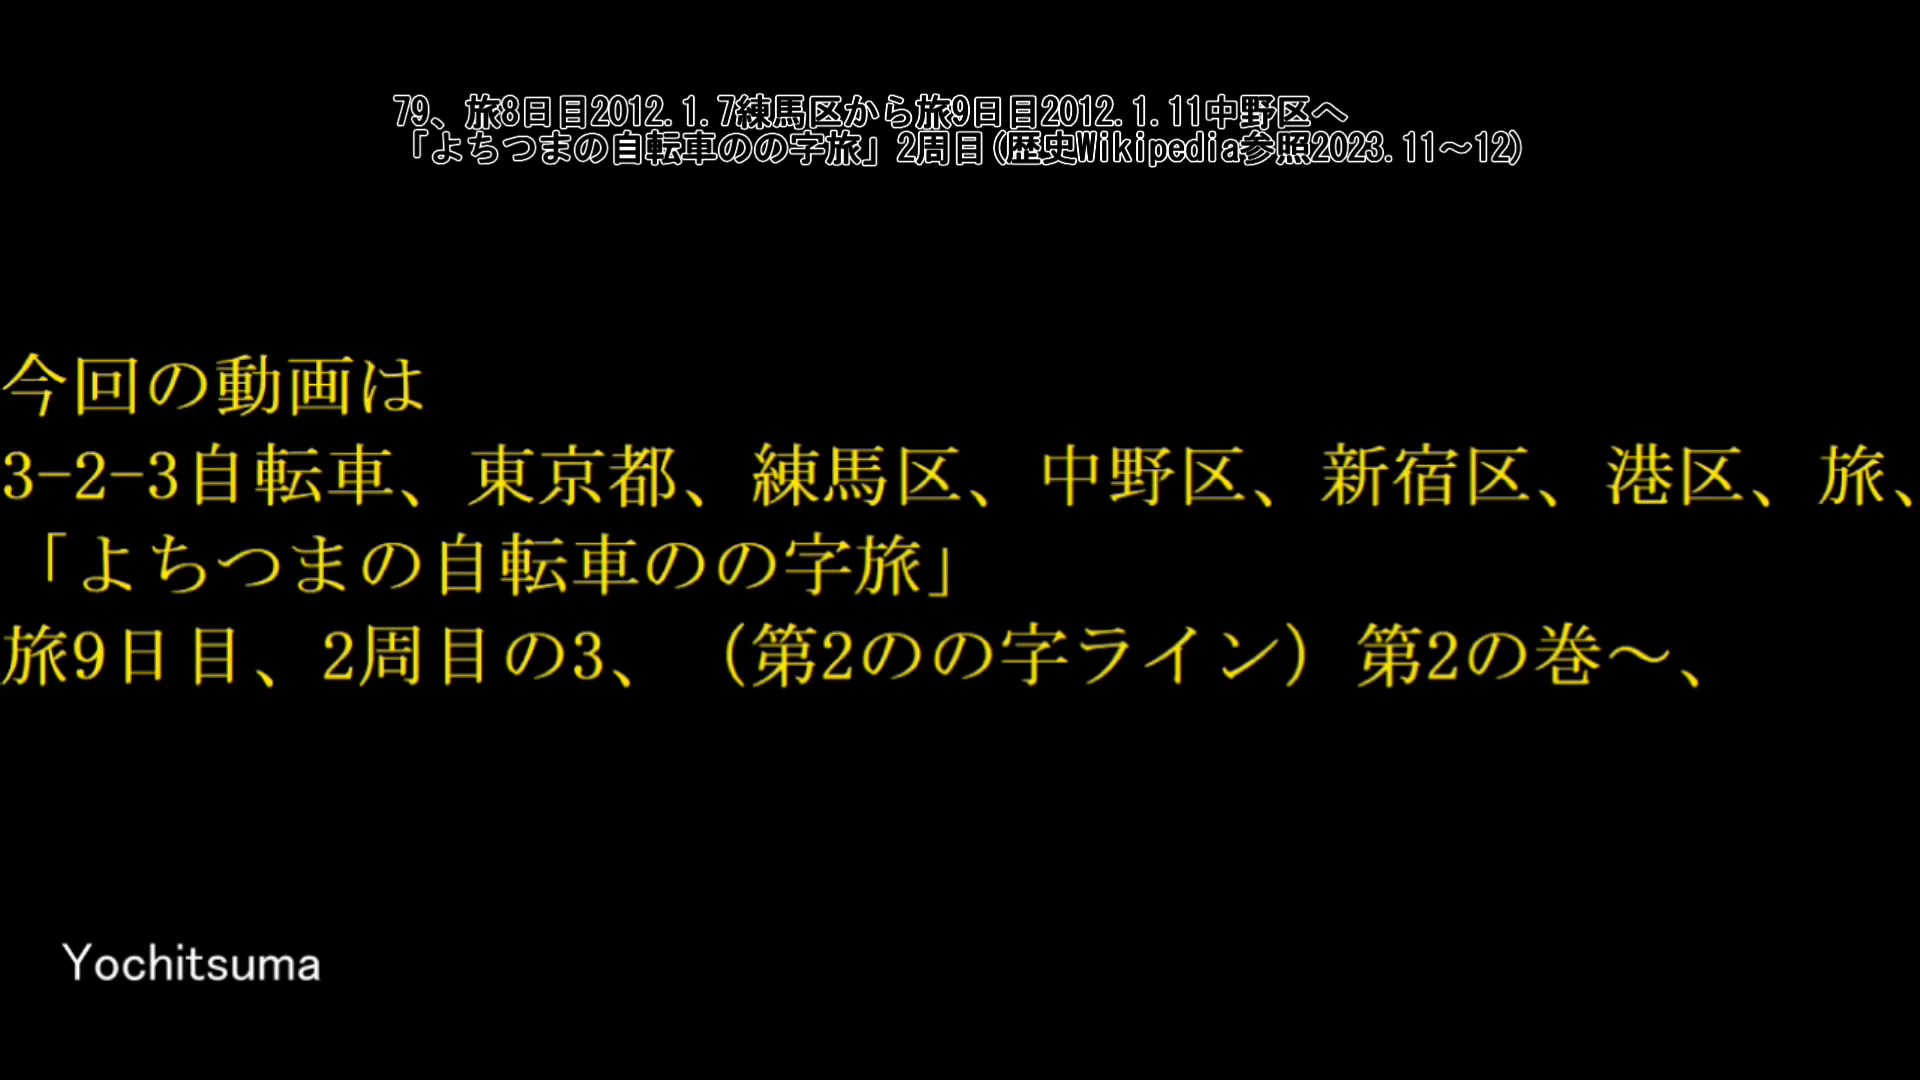 79、旅8日目2012.1.7練馬区から旅9日目2012.1.11中野区へ
「よちつまの自転車のの字旅」2周目(歴史Wikipedia参照2023.11～12)
今回の動画は
3-2-3自転車、東京都、練馬区、中野区、新宿区、港区、旅、
「よちつまの自転車のの字旅」
旅9日目、2周目の3、（第2のの字ライン）第2の巻～、
Yochitsuma